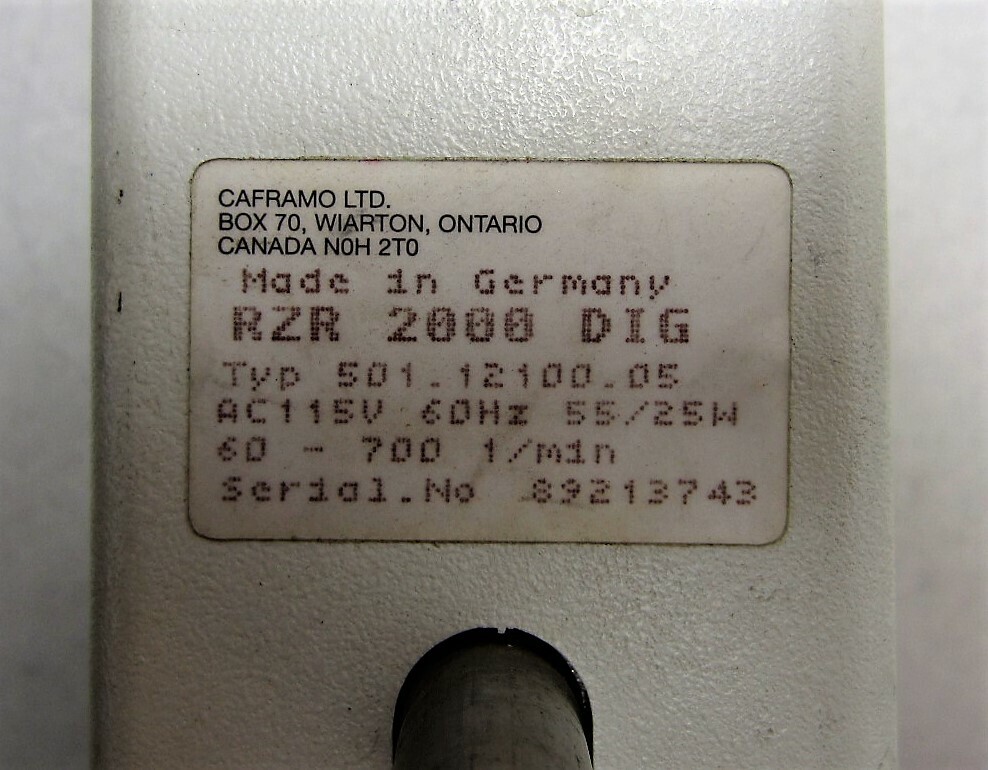 CAFRAMO LTD.
BOX 70, WIARTON, ONTARIO
CANADA N0H 2T0
Made in Germany
RZR 2000 DIG
Typ 501.12100.05
AC115V 60Hz 55/25W
60 - 700 1/min
Serial.No 89213743